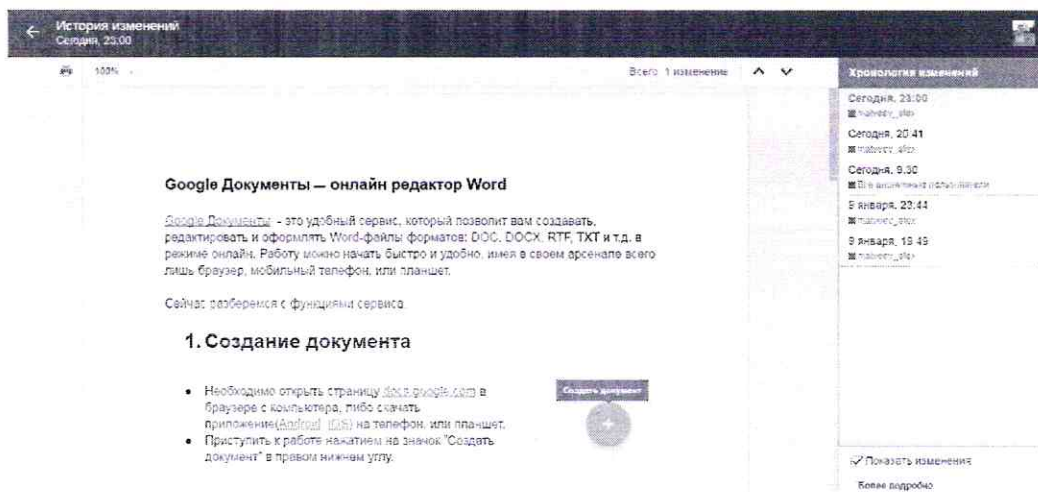 История изменений
Сегодня, 23:00
100%
Всего 1 изменение
Хронология изменений
Сегодня, 23:00
matveev_alex
Сегодня, 20:41
matveev_alex
Сегодня, 9:30
Все анонимные пользователи
9 января, 23:44
matveev_alex
9 января, 19:49
matveev_alex
Google Документы — онлайн редактор Word
Google Документы - это удобный сервис, который позволит вам создавать,
редактировать и оформлять Word-файлы форматов: DOC, DOCX, RTF, TXT и т.д. в
режиме онлайн. Работу можно начать быстро и удобно, имея в своем арсенале всего
лишь браузер, мобильный телефон, или планшет.
Сейчас разберемся с функциями сервиса.
1. Создание документа
• Необходимо открыть страницу docs.google.com в
браузере с компьютера, либо скачать
приложение(Android, IOS) на телефон, или планшет.
• Приступить к работе нажатием на значок "Создать
документ" в правом нижнем углу.
Создать документ
Показать изменения
Более подробно